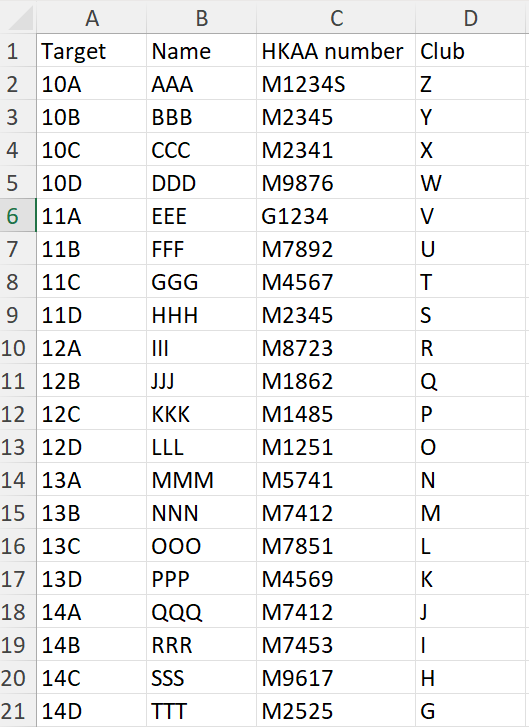 A B C D
1 Target Name HKAA number Club
2 10A AAA M1234S Z
3 10B BBB M2345 Y
4 10C CCC M2341 X
5 10D DDD M9876 W
6 11A EEE G1234 V
7 11B FFF M7892 U
8 11C GGG M4567 T
9 11D HHH M2345 S
10 12A III M8723 R
11 12B JJJ M1862 Q
12 12C KKK M1485 P
13 12D LLL M1251 O
14 13A MMM M5741 N
15 13B NNN M7412 M
16 13C OOO M7851 L
17 13D PPP M4569 K
18 14A QQQ M7412 J
19 14B RRR M7453 I
20 14C SSS M9617 H
21 14D TTT M2525 G